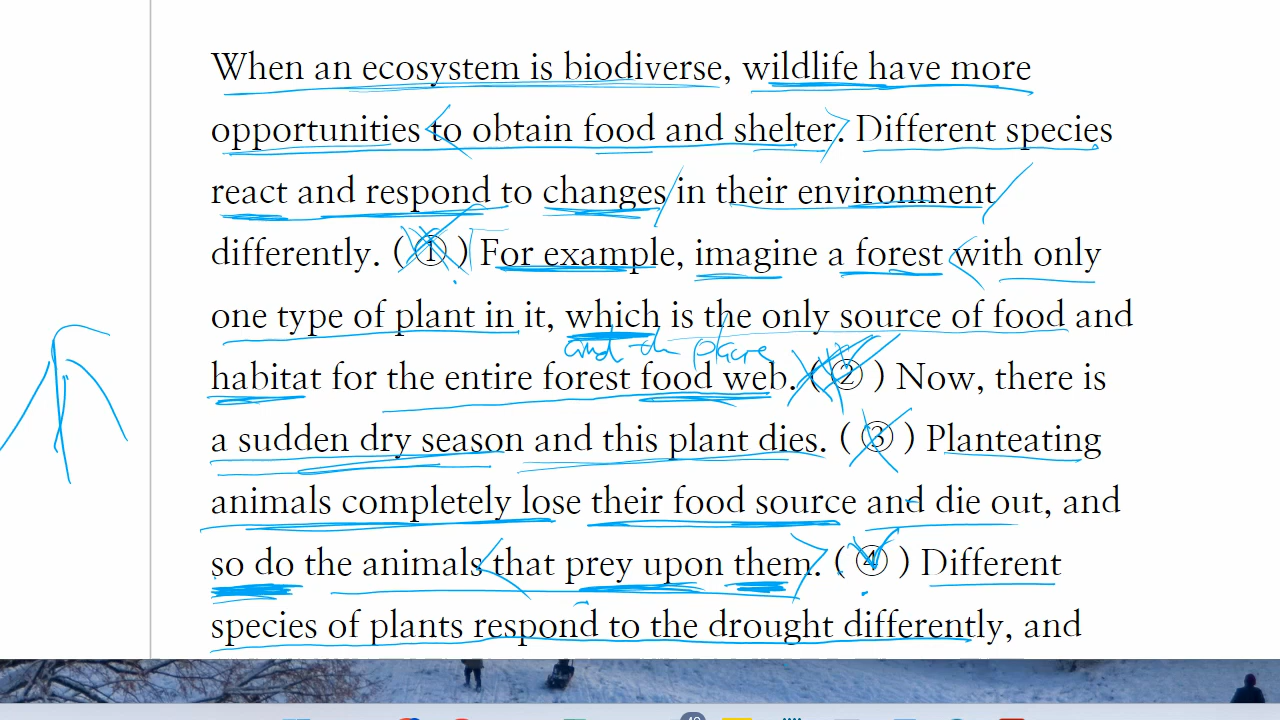 When an ecosystem is biodiverse, wildlife have more
opportunities to obtain food and shelter. Different species
react and respond to changes in their environment
differently. ( ① ) For example, imagine a forest with only
one type of plant in it, which is the only source of food and
and the place
habitat for the entire forest food web. ( ② ) Now, there is
a sudden dry season and this plant dies. ( ③ ) Planteating
animals completely lose their food source and die out, and
so do the animals that prey upon them. ( ④ ) Different
species of plants respond to the drought differently, and